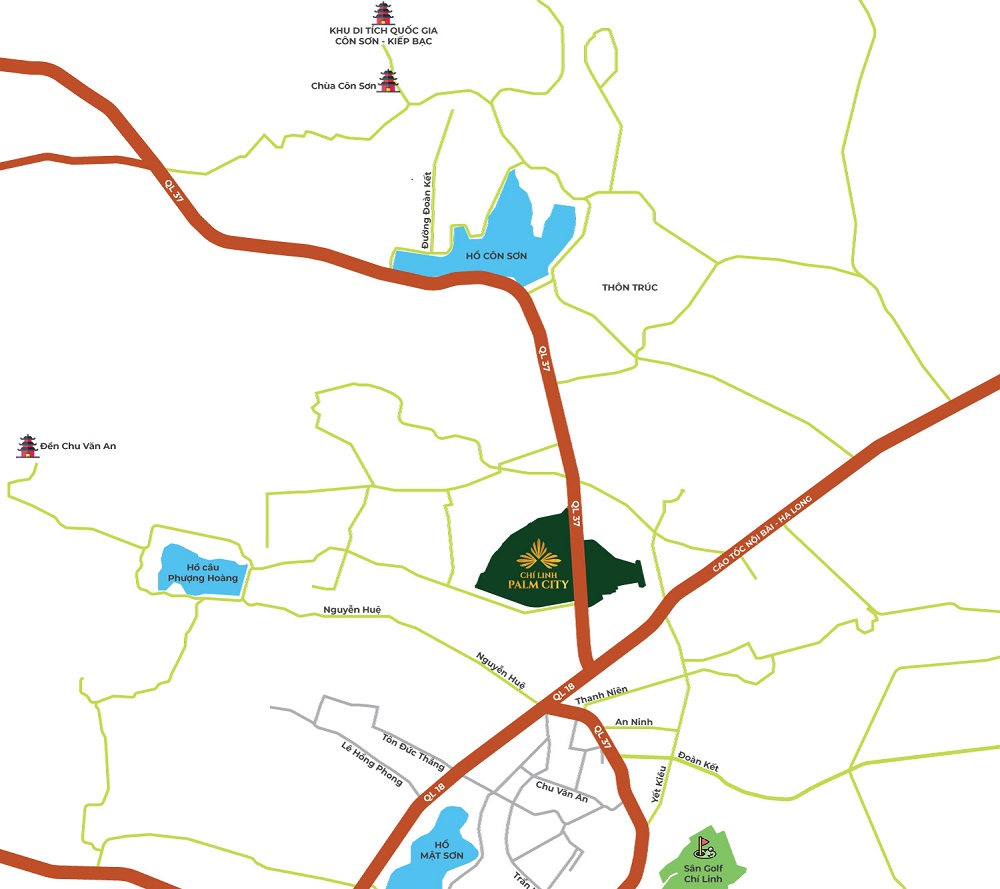 KHU DI TÍCH QUỐC GIA
CÔN SƠN - KIẾP BẠC
Chùa Côn Sơn
QL 37
Đường Đoàn Kết
HỒ CÔN SƠN
THÔN TRÚC
QL 37
Đền Chu Văn An
QL 37
CAO TỐC NỘI BÀI - HẠ LONG
Hồ câu
Phượng Hoàng
CHÍ LINH
PALM CITY
Nguyễn Huệ
Nguyễn Huệ
QL 18
Thanh Niên
An Ninh
QL 37
Tôn Đức Thắng
Lê Hồng Phong
Đoàn Kết
Yết Kiêu
QL 18
Chu Văn An
HỒ
MẬT SƠN
Trần
Sân Golf
Chí Linh